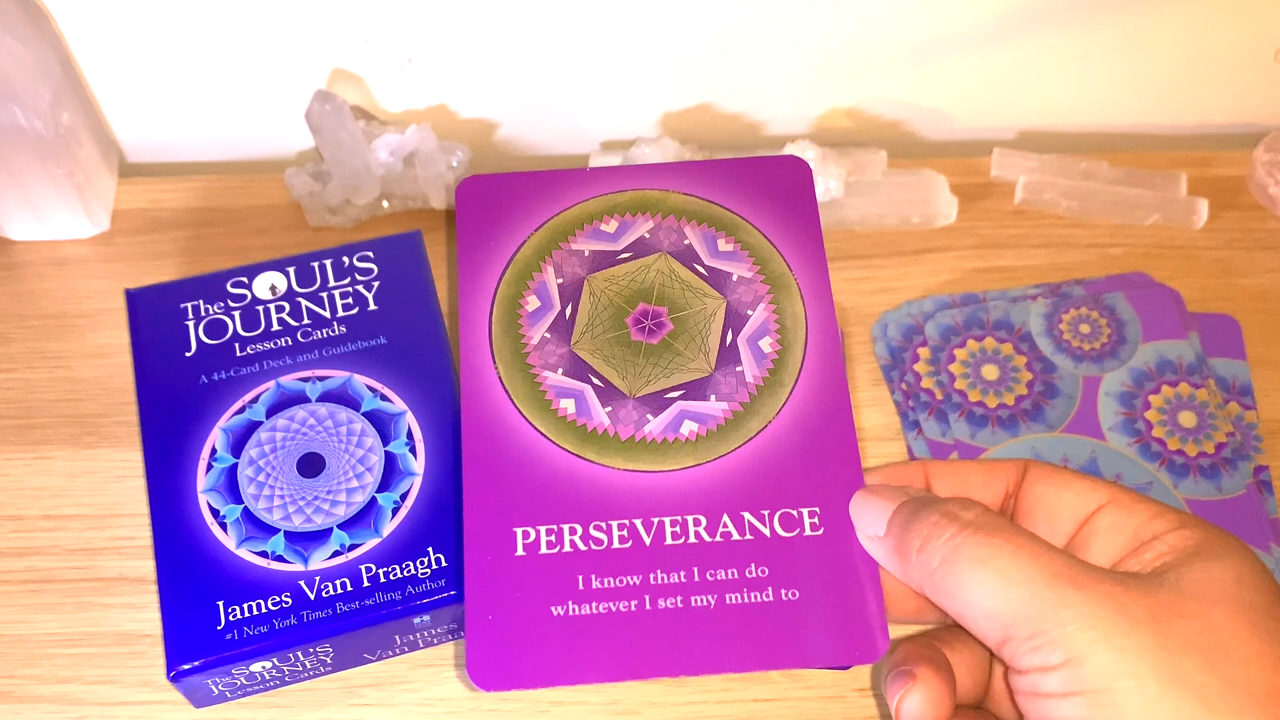 The SOUL'S
JOURNEY
Lesson Cards
A 44-Card Deck and Guidebook
James Van Praagh
#1 New York Times Best-selling Author
The SOUL'S
JOURNEY
Lesson Cards
James
Van
PERSEVERANCE
I know that I can do
whatever I set my mind to